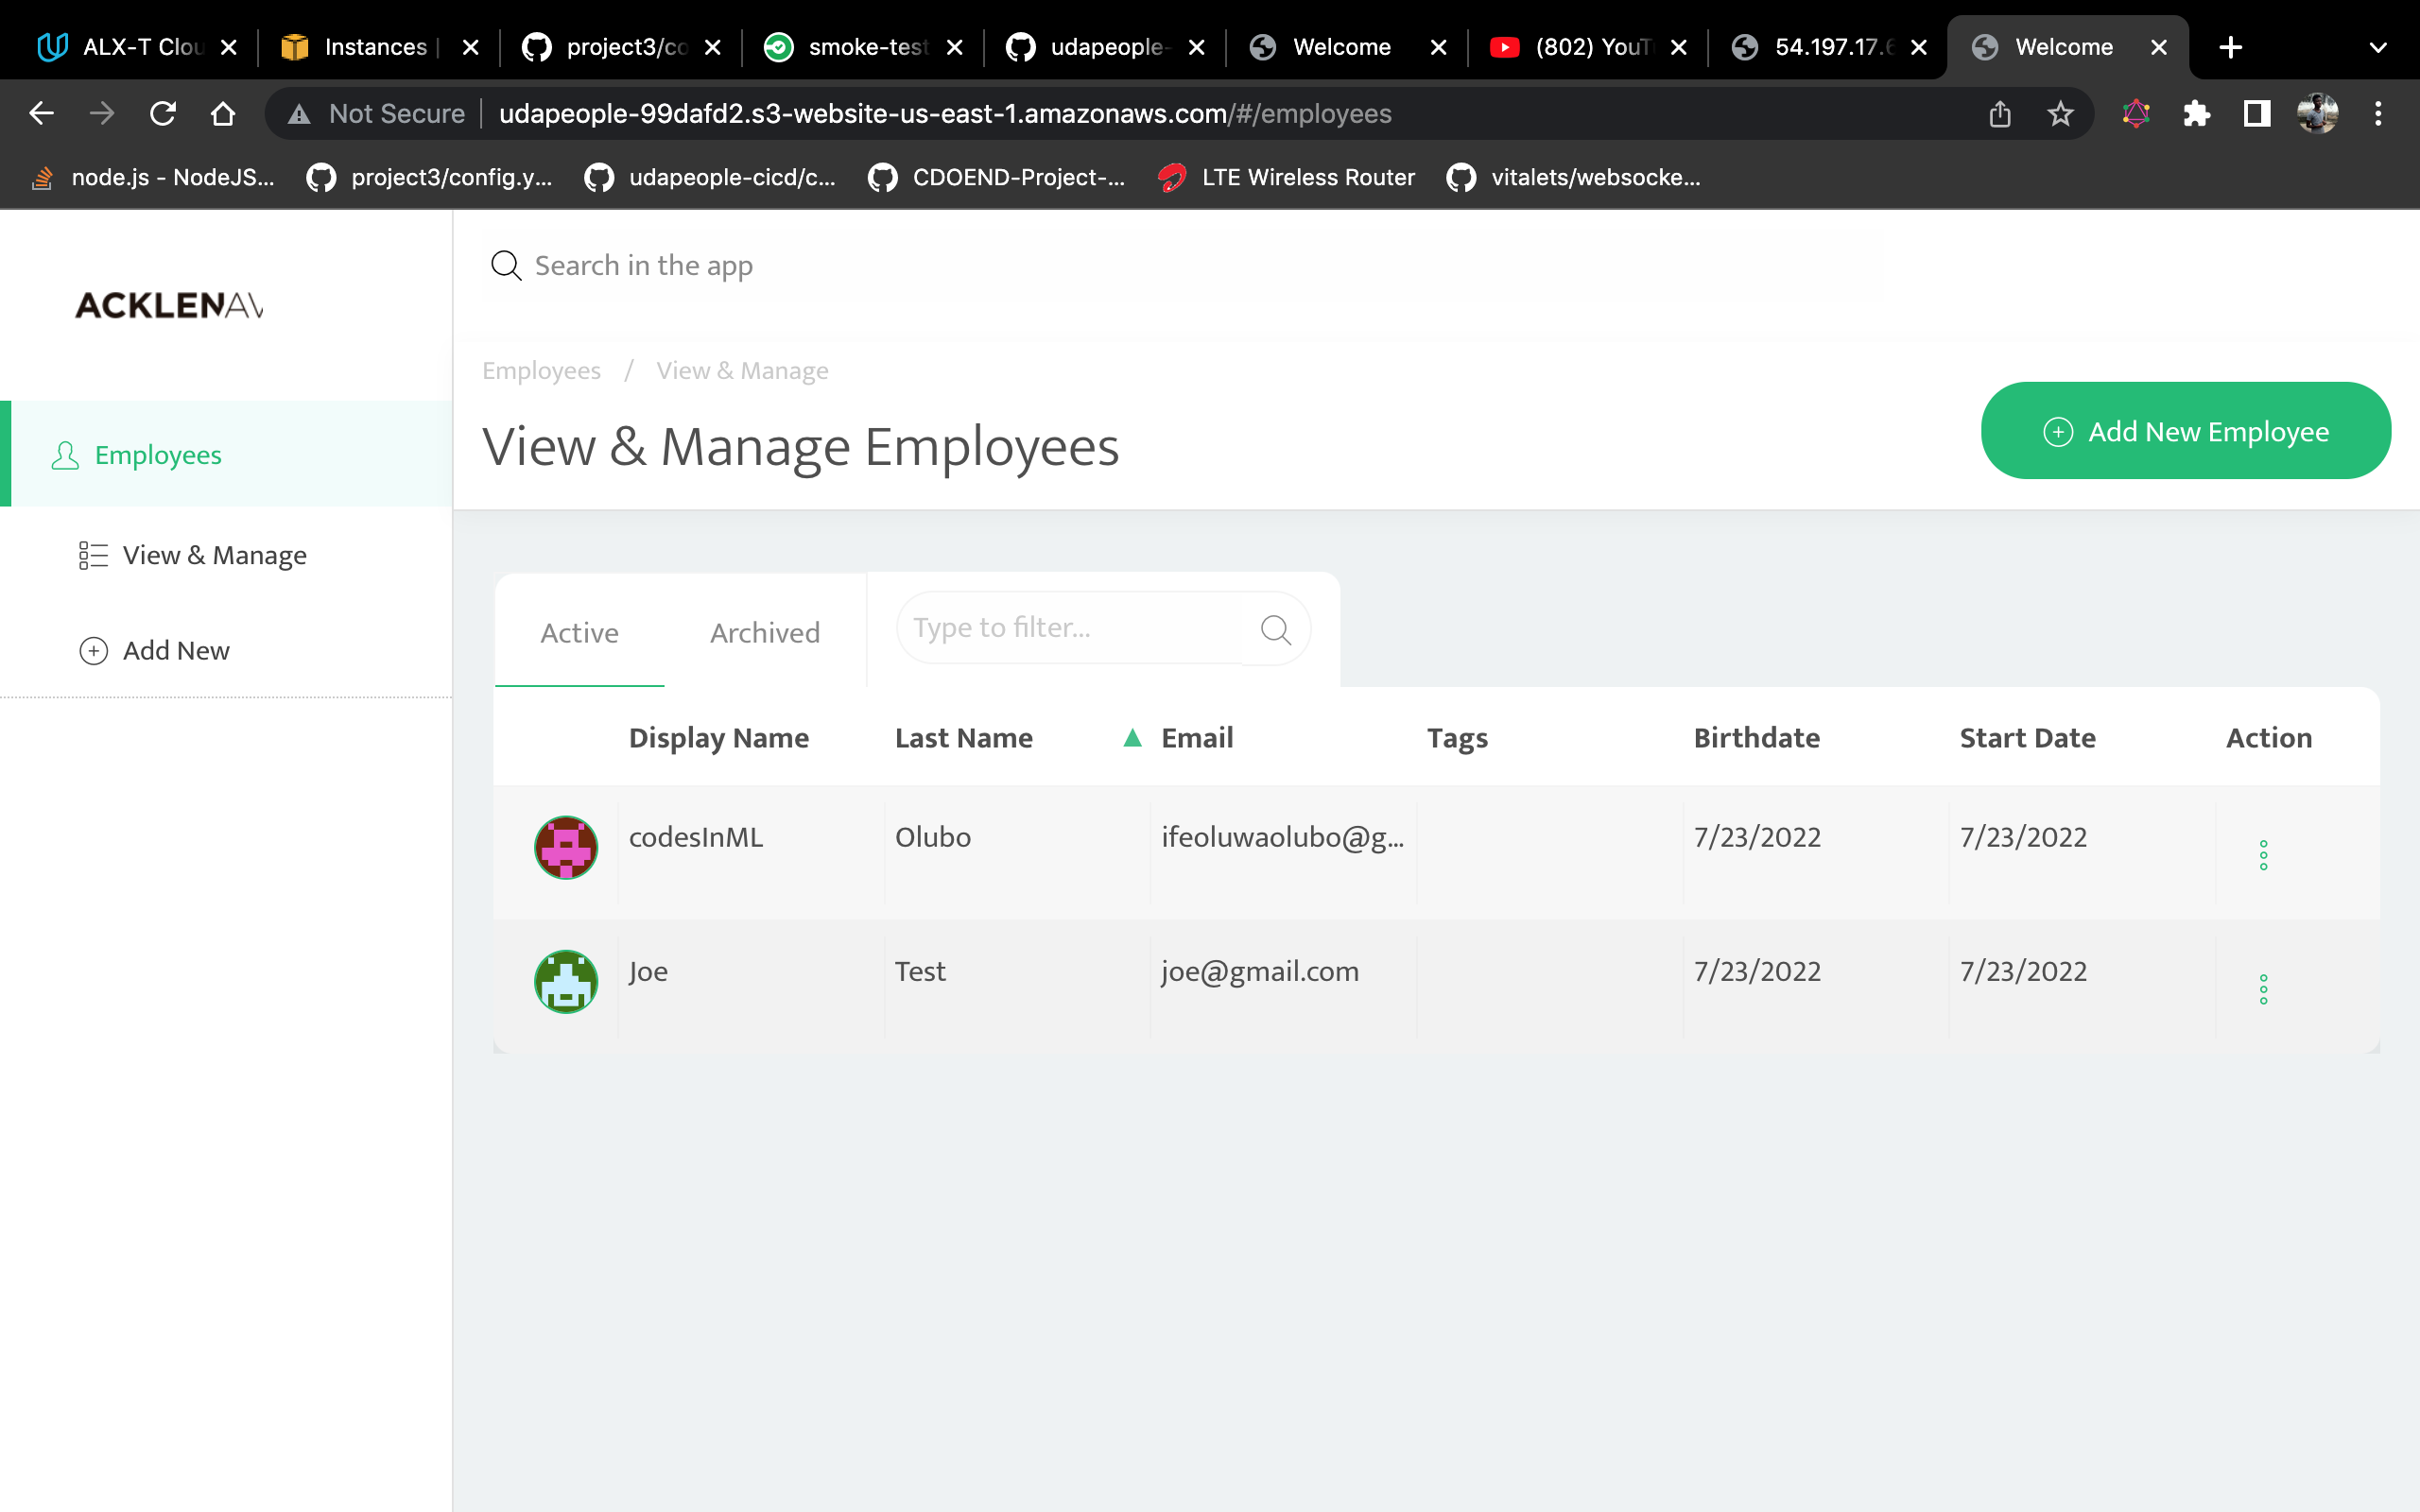 ALX-T Clou
Instances |
project3/co
smoke-test
udapeople-
Welcome
(802) YouT
54.197.17.6
Welcome
Not Secure
udapeople-99dafd2.s3-website-us-east-1.amazonaws.com/#/employees
node.js - NodeJS...
project3/config.y...
udapeople-cicd/c...
CDOEND-Project-...
LTE Wireless Router
vitalets/websocke...
ACKLENAV
Search in the app
Employees / View & Manage
View & Manage Employees
Add New Employee
Employees
View & Manage
Add New
Active
Archived
Type to filter...
Display Name Last Name Email Tags Birthdate Start Date Action
codesInML Olubo ifeoluwaolubo@g... 7/23/2022 7/23/2022
Joe Test joe@gmail.com 7/23/2022 7/23/2022